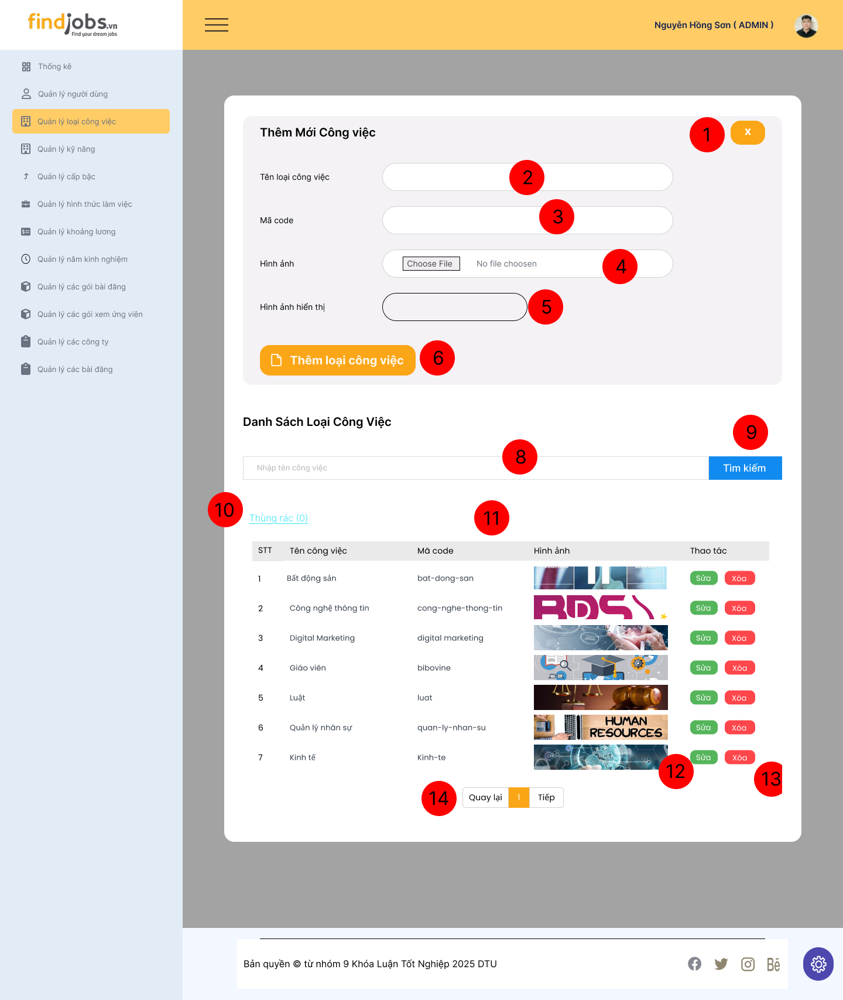 findjobs.vn
Find your dream jobs
Nguyễn Hồng Sơn ( ADMIN )
Thống kê
Quản lý người dùng
Quản lý loại công việc
Quản lý kỹ năng
Quản lý cấp bậc
Quản lý hình thức làm việc
Quản lý khoảng lương
Quản lý năm kinh nghiệm
Quản lý các gói bài đăng
Quản lý các gói xem ứng viên
Quản lý các công ty
Quản lý các bài đăng
Thêm Mới Công việc
1
X
Tên loại công việc
2
Mã code
3
Hình ảnh
Choose File
No file choosen
4
Hình ảnh hiển thị
5
Thêm loại công việc
6
Danh Sách Loại Công Việc
9
8
Nhập tên công việc
Tìm kiếm
10
Thùng rác (0)
11
STT Tên công việc Mã code Hình ảnh Thao tác
1 Bất động sản bat-dong-san Sửa Xóa
2 Công nghệ thông tin cong-nghe-thong-tin BDS Sửa Xóa
3 Digital Marketing digital marketing Sửa Xóa
4 Giáo viên bibovine Sửa Xóa
5 Luật luat Sửa Xóa
6 Quản lý nhân sự quan-ly-nhan-su HUMAN RESOURCES Sửa Xóa
7 Kinh tế Kinh-te Sửa Xóa
12
13
14
Quay lại 1 Tiếp
Bản quyền © từ nhóm 9 Khóa Luận Tốt Nghiệp 2025 DTU
Bē